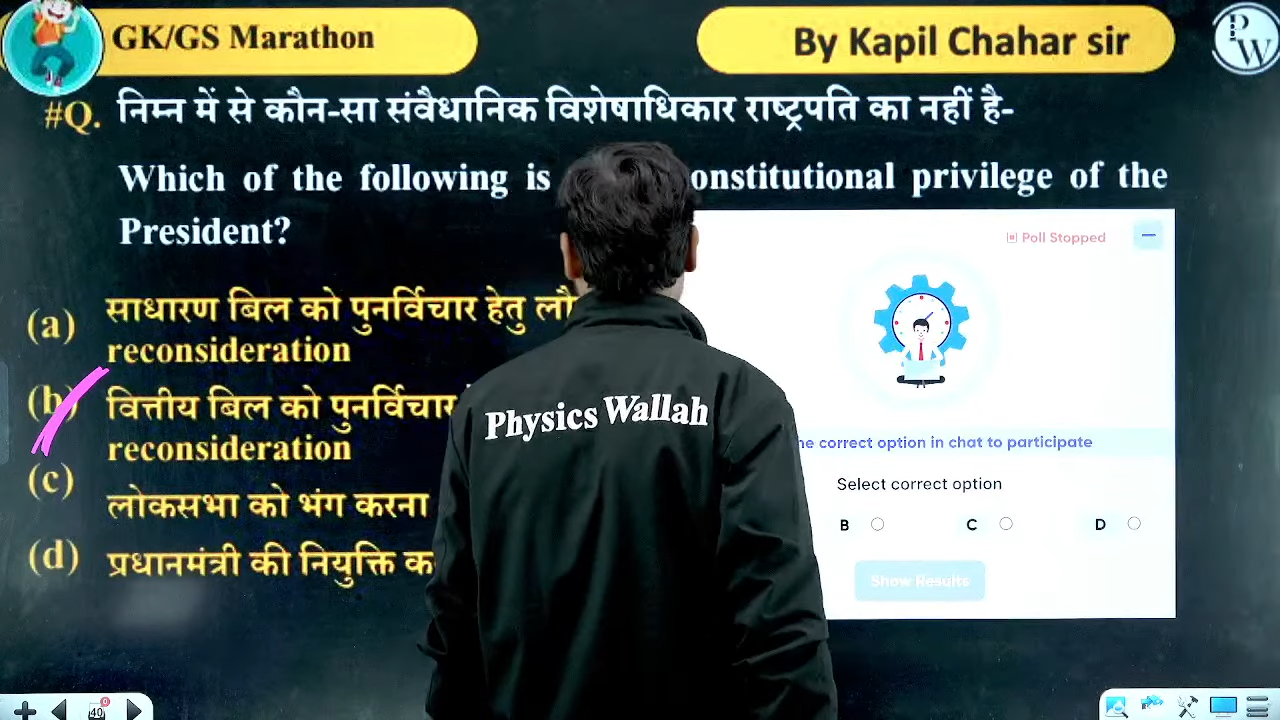 GK/GS Marathon
By Kapil Chahar sir
PW
#Q. निम्न में से कौन-सा संवैधानिक विशेषाधिकार राष्ट्रपति का नहीं है-
Which of the following is onstitutional privilege of the
President?
Poll Stopped
(a) साधारण बिल को पुनर्विचार हेतु
reconsideration
(b) वित्तीय बिल को पुनर्विचार
reconsideration
Physics Wallah
correct option in chat to participate
(c) लोकसभा को भंग करना
Select correct option
B C D
(d) प्रधानमंत्री की नियुक्ति
Show Results
40